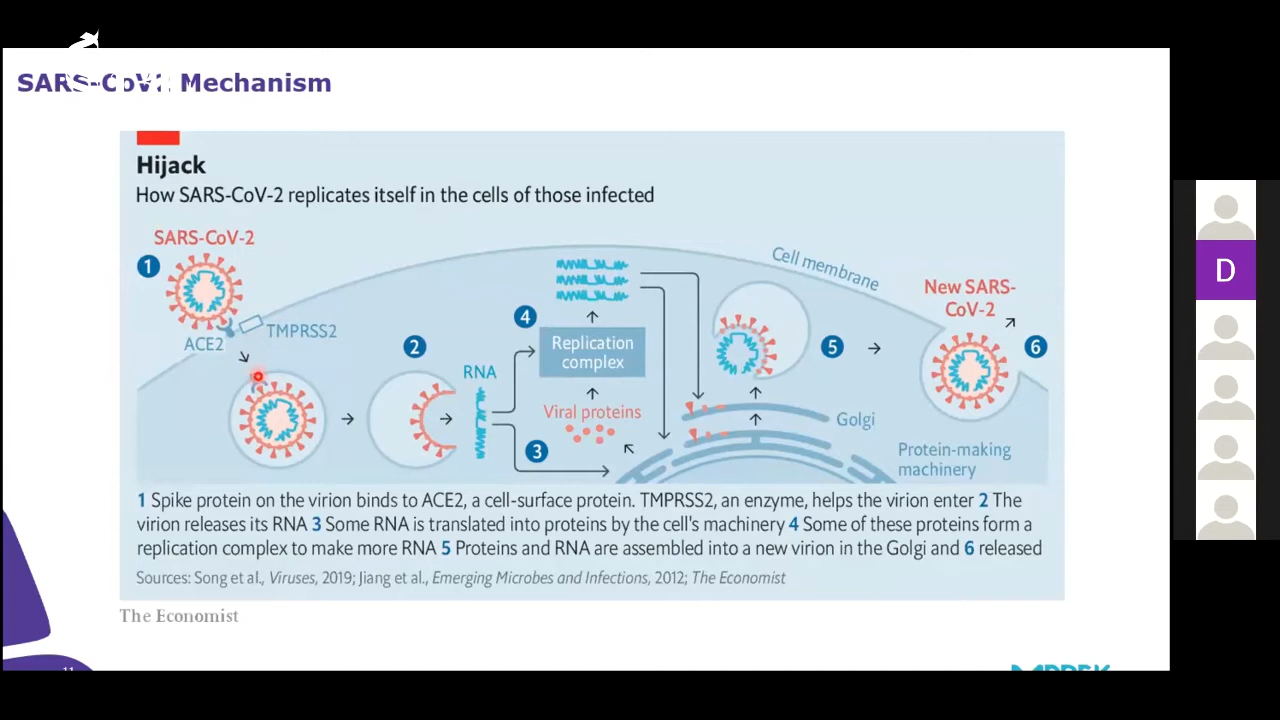 SARS-CoV2 Mechanism
Hijack
How SARS-CoV-2 replicates itself in the cells of those infected
SARS-CoV-2
1
ACE2
TMPRSS2
2
RNA
3
4
Replication
complex
Viral proteins
Cell membrane
5
Golgi
Protein-making
machinery
New SARS-
CoV-2
6
D
1 Spike protein on the virion binds to ACE2, a cell-surface protein. TMPRSS2, an enzyme, helps the virion enter 2 The
virion releases its RNA 3 Some RNA is translated into proteins by the cell's machinery 4 Some of these proteins form a
replication complex to make more RNA 5 Proteins and RNA are assembled into a new virion in the Golgi and 6 released
Sources: Song et al., Viruses, 2019; Jiang et al., Emerging Microbes and Infections, 2012; The Economist
The Economist